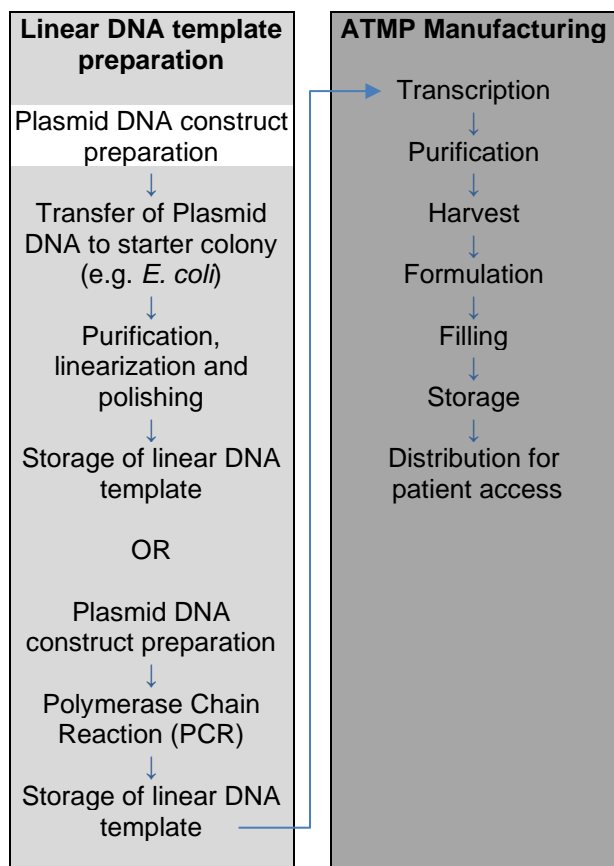 Linear DNA template
preparation
Plasmid DNA construct
preparation
↓
Transfer of Plasmid
DNA to starter colony
(e.g. E. coli)
↓
Purification,
linearization and
polishing
↓
Storage of linear DNA
template
OR
Plasmid DNA
construct preparation
↓
Polymerase Chain
Reaction (PCR)
↓
Storage of linear DNA
template
ATMP Manufacturing
Transcription
↓
Purification
↓
Harvest
↓
Formulation
↓
Filling
↓
Storage
↓
Distribution for
patient access